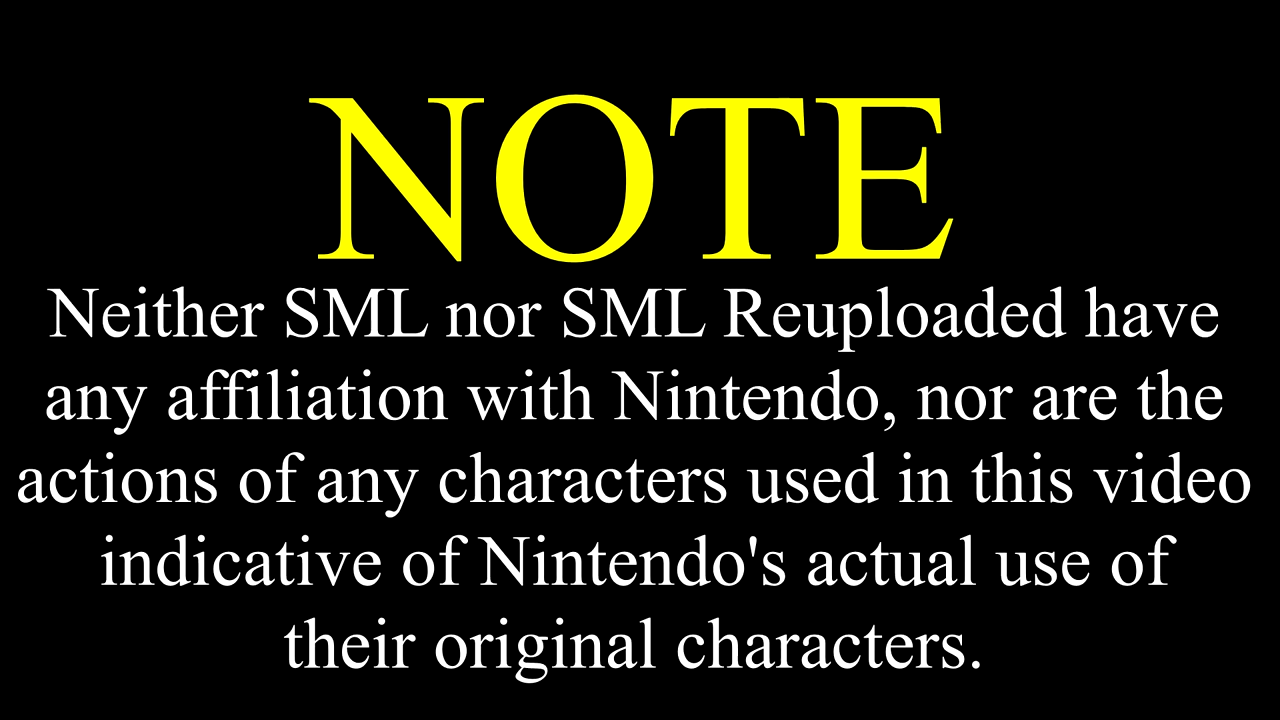 NOTE
Neither SML nor SML Reuploaded have
any affiliation with Nintendo, nor are the
actions of any characters used in this video
indicative of Nintendo's actual use of
their original characters.